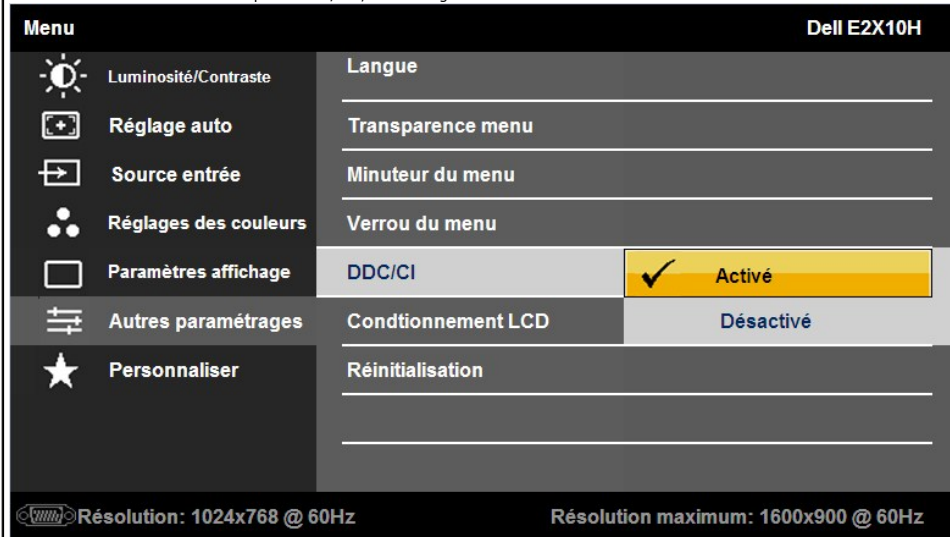 Menu Dell E2X10H
Luminosité/Contraste
Réglage auto
Source entrée
Réglages des couleurs
Paramètres affichage
Autres paramétrages
Personnaliser
Langue
Transparence menu
Minuteur du menu
Verrou du menu
DDC/CI
Condtionnement LCD
Réinitialisation
Activé
Désactivé
Résolution: 1024x768 @ 60Hz Résolution maximum: 1600x900 @ 60Hz